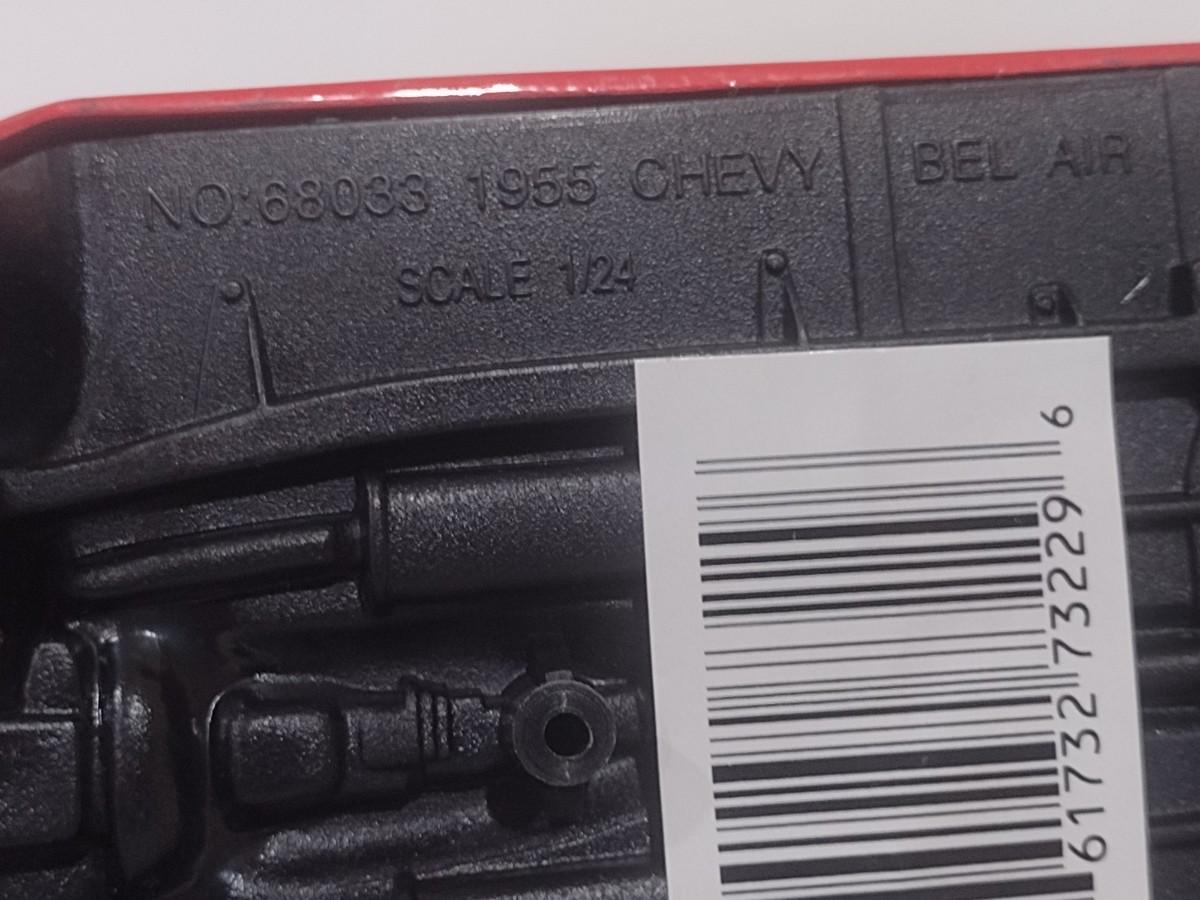 NO:68033 1955 CHEVY BEL AIR
SCALE 1/24
61732 73229 6